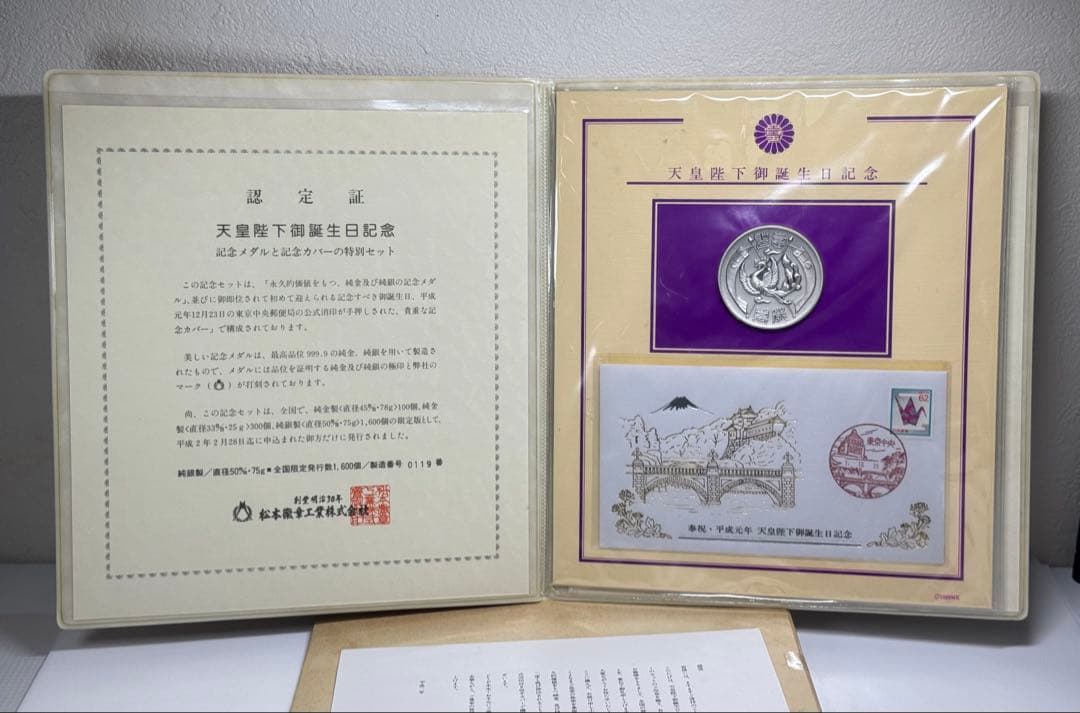 認定証
天皇陛下御誕生日記念
記念メダルと記念カバーの特別セット
この記念セットは、「永久的価値をもつ、純金及び純銀の記念メダ
ル」、並びに御即位されて初めて迎えられる記念すべき御誕生日、平成
元年12月23日の東京中央郵便局の公式消印が手押しされた、貴重な記
念カバー」で構成されております。
美しい記念メダルは、最高品位999.9の純金、純銀を用いて製造さ
れたもので、メダルには品位を証明する純金及び純銀の極印と弊社の
マーク（ ）が打刻されております。
尚、この記念セットは、全国で、純金製<直径45㎜・78g>100個、純金
製<直径33㎜・25g>300個、純銀製<直径50㎜・75g>1,600個の限定版として、
平成2年2月28日迄に申込まれた御方だけに発行されました。
純銀製／直径50㎜・75g■全国限定発行数1,600個／製造番号 0119 番
創業明治30年
松本徽章工業株式会社
天皇陛下御誕生日記念
62
東京中央
奉祝・平成元年 天皇陛下御誕生日記念